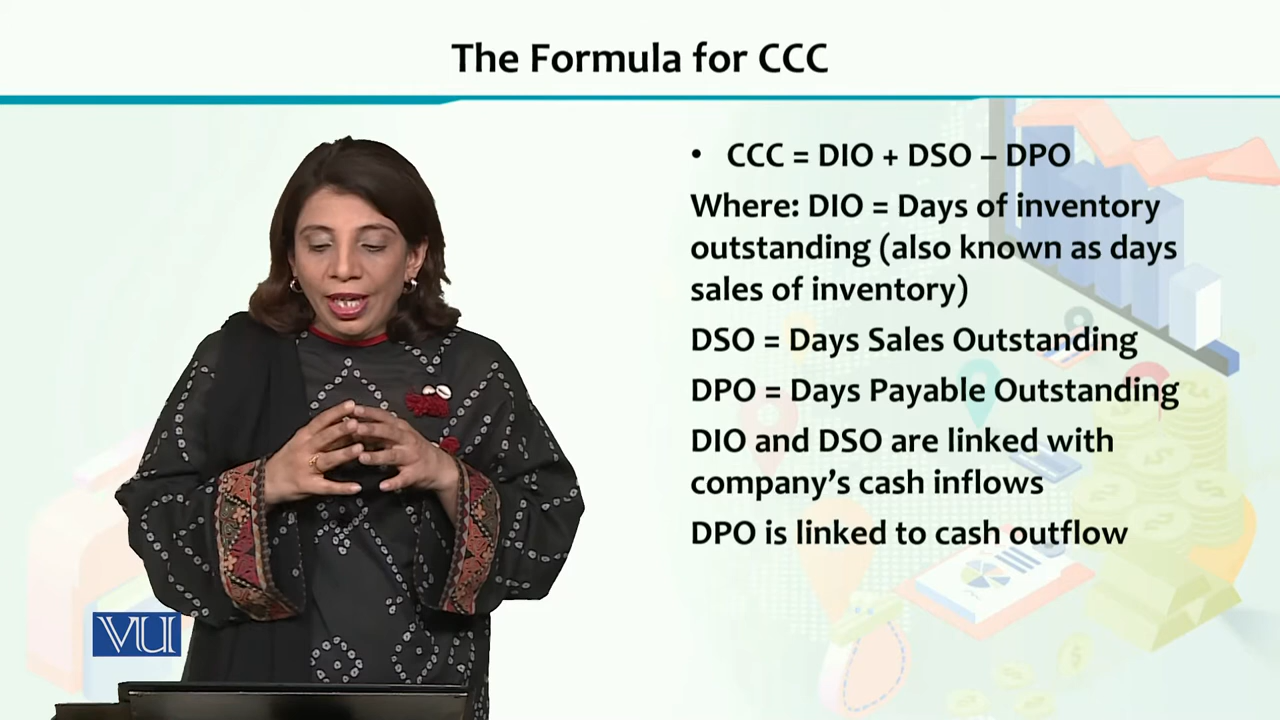 The Formula for CCC
• CCC = DIO + DSO – DPO
Where: DIO = Days of inventory
outstanding (also known as days
sales of inventory)
DSO = Days Sales Outstanding
DPO = Days Payable Outstanding
DIO and DSO are linked with
company’s cash inflows
DPO is linked to cash outflow
VU